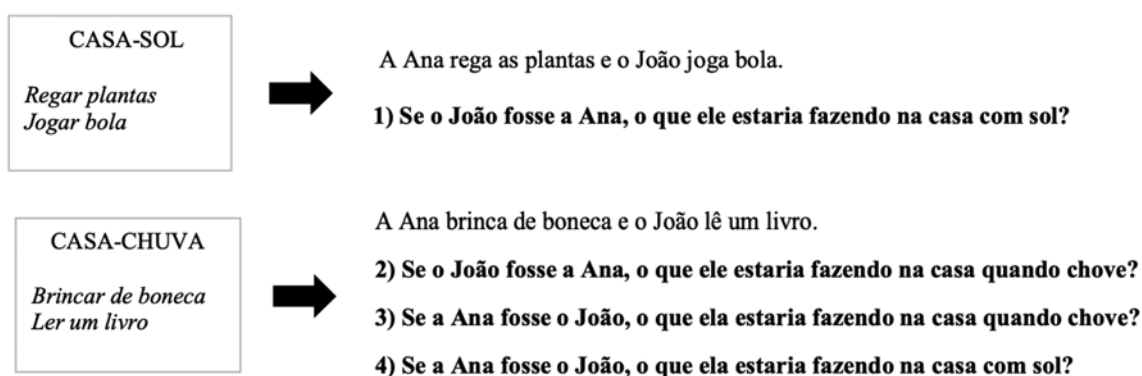 CASA-SOL
Regar plantas
Jogar bola
A Ana rega as plantas e o João joga bola.
1) Se o João fosse a Ana, o que ele estaria fazendo na casa com sol?
CASA-CHUVA
Brincar de boneca
Ler um livro
A Ana brinca de boneca e o João lê um livro.
2) Se o João fosse a Ana, o que ele estaria fazendo na casa quando chove?
3) Se a Ana fosse o João, o que ela estaria fazendo na casa quando chove?
4) Se a Ana fosse o João, o que ela estaria fazendo na casa com sol?